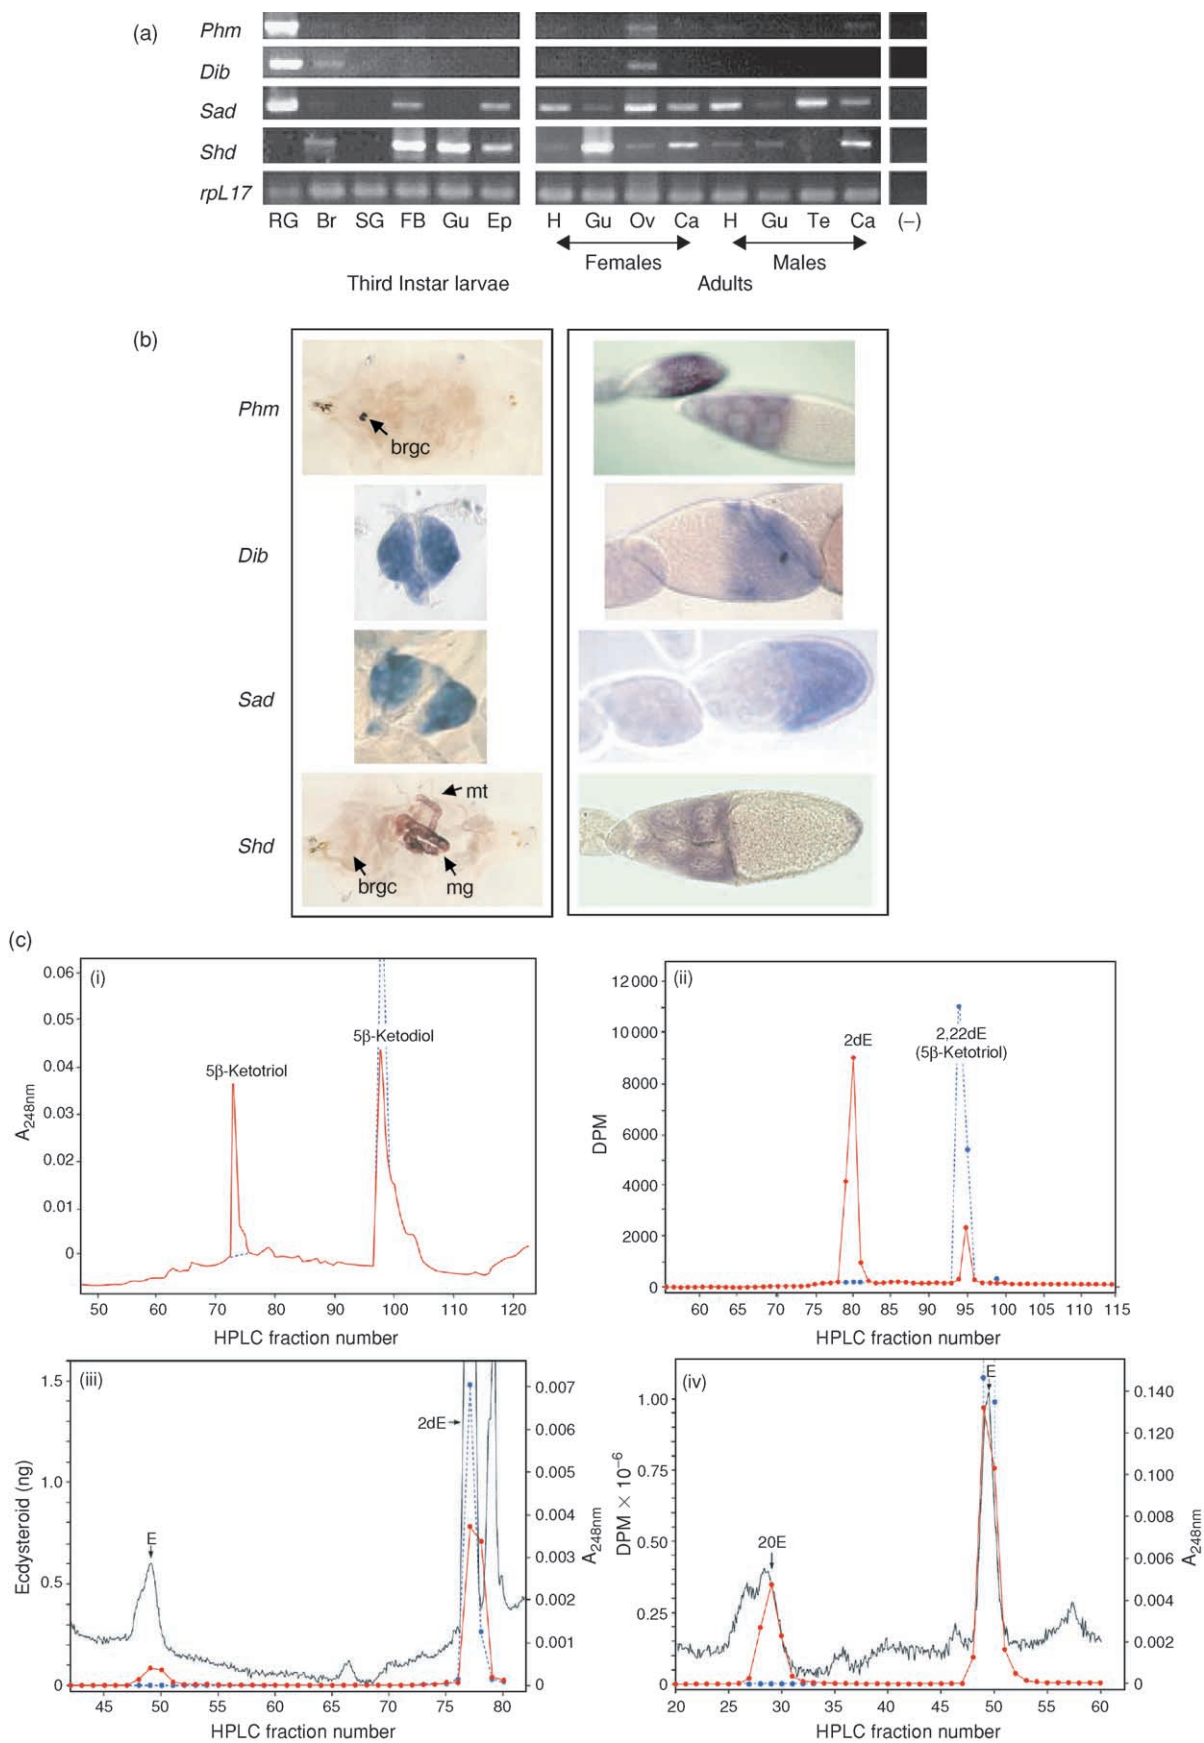 (a)
Phm
Dib
Sad
Shd
rpL17
RG Br SG FB Gu Ep H Gu Ov Ca H Gu Te Ca (–)
Females Males
Third Instar larvae Adults
(b)
Phm
brgc
Dib
Sad
Shd
mt
brgc mg
(c)
(i)
0.06
0.05
0.04
0.03
0.02
0.01
0
A248nm
5β-Ketotriol
5β-Ketodiol
50 60 70 80 90 100 110 120
HPLC fraction number
(ii)
12 000
10 000
8000
6000
4000
2000
0
DPM
2dE
2,22dE
(5β-Ketotriol)
60 65 70 75 80 85 90 95 100 105 110 115
HPLC fraction number
(iii)
1.5
1.0
0.5
0
Ecdysteroid (ng)
E
2dE
0.007
0.006
0.005
0.004
0.003
0.002
0.001
0
A248nm
45 50 55 60 65 70 75 80
HPLC fraction number
(iv)
1.00
0.75
0.50
0.25
0
DPM × 10−6
20E
E
0.140
0.120
0.100
0.080
0.006
0.004
0.002
0
A248nm
20 25 30 35 40 45 50 55 60
HPLC fraction number